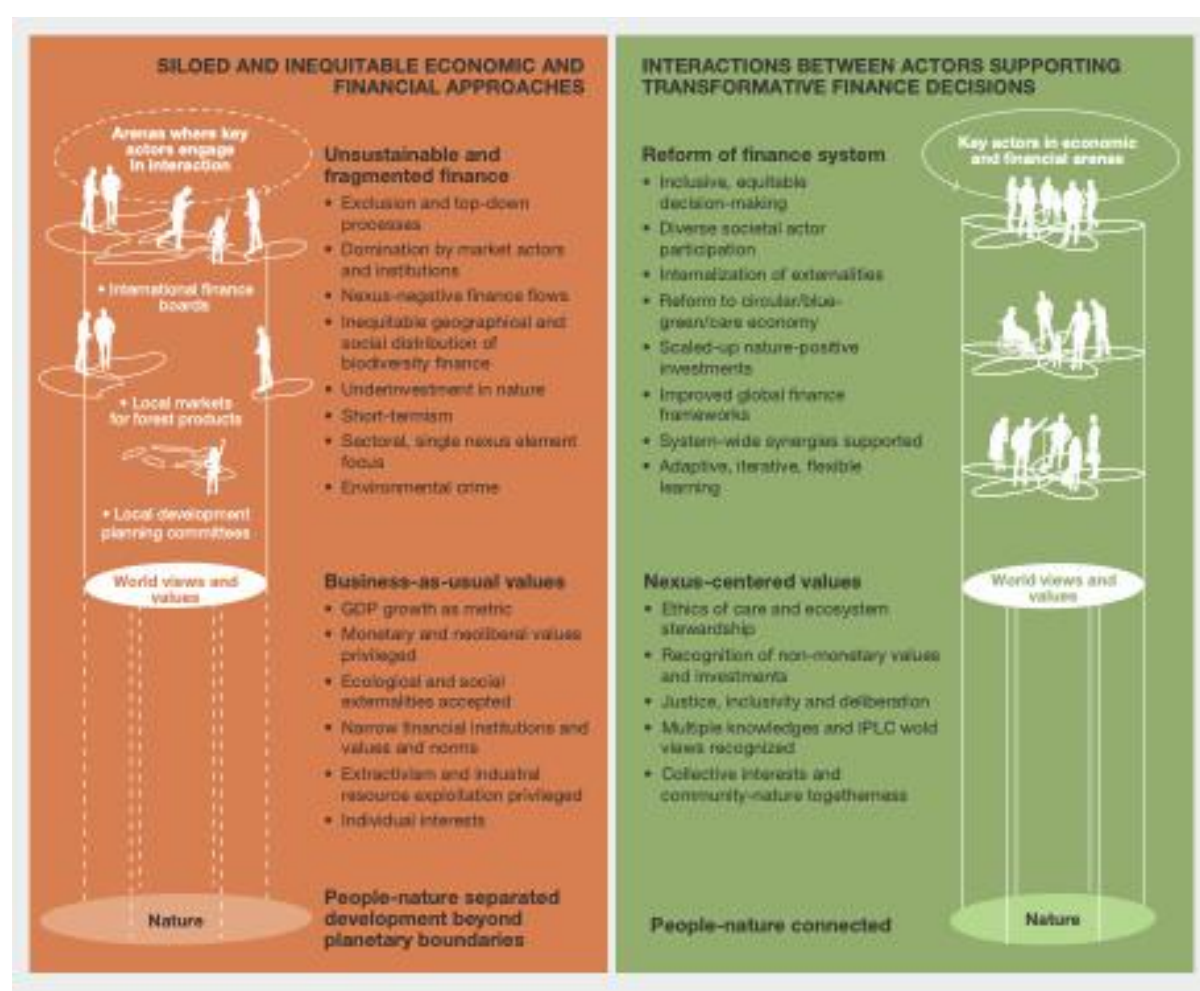 SILOED AND INEQUITABLE ECONOMIC AND
FINANCIAL APPROACHES
Arenas where key
actors engage
in interaction
• International finance
boards
• Local markets
for forest products
• Local development
planning committees
World views and
values
Nature
Unsustainable and
fragmented finance
• Exclusion and top-down
processes
• Domination by market actors
and institutions
• Nexus-negative finance flows
• Inequitable geographical and
social distribution of
biodiversity finance
• Underinvestment in nature
• Short-termism
• Sectoral, single nexus element
focus
• Environmental crime
Business-as-usual values
• GDP growth as metric
• Monetary and neoliberal values
privileged
• Ecological and social
externalities accepted
• Narrow financial institutions and
values and norms
• Extractivism and industrial
resource exploitation privileged
• Individual interests
People-nature separated
development beyond
planetary boundaries
INTERACTIONS BETWEEN ACTORS SUPPORTING
TRANSFORMATIVE FINANCE DECISIONS
Reform of finance system
• Inclusive, equitable
decision-making
• Diverse societal actor
participation
• Internalization of externalities
• Reform to circular/blue-
green/care economy
• Scaled-up nature-positive
investments
• Improved global finance
frameworks
• System-wide synergies supported
• Adaptive, iterative, flexible
learning
Nexus-centered values
• Ethics of care and ecosystem
stewardship
• Recognition of non-monetary values
and investments
• Justice, inclusivity and deliberation
• Multiple knowledges and IPLC wold
views recognized
• Collective interests and
community-nature togetherness
People-nature connected
Key actors in economic
and financial arenas
World views and
values
Nature